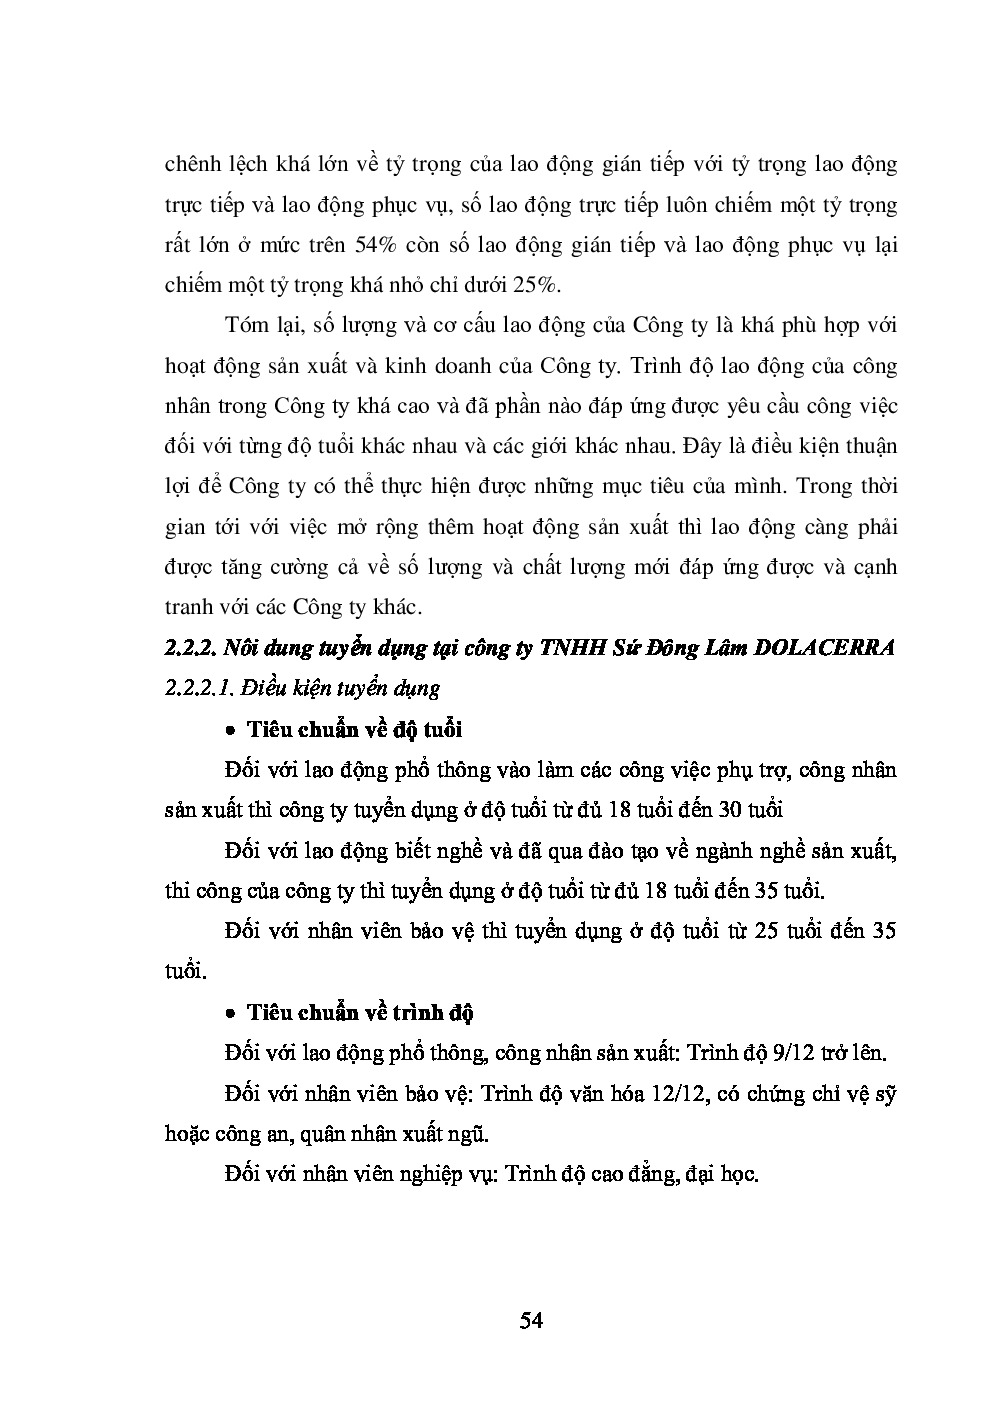 chênh lệch khá lớn về tỷ trọng của lao động gián tiếp với tỷ trọng lao động
trực tiếp và lao động phục vụ, số lao động trực tiếp luôn chiếm một tỷ trọng
rất lớn ở mức trên 54% còn số lao động gián tiếp và lao động phục vụ lại
chiếm một tỷ trọng khá nhỏ chỉ dưới 25%.
Tóm lại, số lượng và cơ cấu lao động của Công ty là khá phù hợp với
hoạt động sản xuất và kinh doanh của Công ty. Trình độ lao động của công
nhân trong Công ty khá cao và đã phần nào đáp ứng được yêu cầu công việc
đối với từng độ tuổi khác nhau và các giới khác nhau. Đây là điều kiện thuận
lợi để Công ty có thể thực hiện được những mục tiêu của mình. Trong thời
gian tới với việc mở rộng thêm hoạt động sản xuất thì lao động càng phải
được tăng cường cả về số lượng và chất lượng mới đáp ứng được và cạnh
tranh với các Công ty khác.
2.2.2. Nôi dung tuyển dụng tại công ty TNHH Sứ Đông Lâm DOLACERRA
2.2.2.1. Điều kiện tuyển dụng
• Tiêu chuẩn về độ tuổi
Đối với lao động phổ thông vào làm các công việc phụ trợ, công nhân
sản xuất thì công ty tuyển dụng ở độ tuổi từ đủ 18 tuổi đến 30 tuổi
Đối với lao động biết nghề và đã qua đào tạo về ngành nghề sản xuất,
thi công của công ty thì tuyển dụng ở độ tuổi từ đủ 18 tuổi đến 35 tuổi.
Đối với nhân viên bảo vệ thì tuyển dụng ở độ tuổi từ 25 tuổi đến 35
tuổi.
• Tiêu chuẩn về trình độ
Đối với lao động phổ thông, công nhân sản xuất: Trình độ 9/12 trở lên.
Đối với nhân viên bảo vệ: Trình độ văn hóa 12/12, có chứng chỉ vệ sỹ
hoặc công an, quân nhân xuất ngũ.
Đối với nhân viên nghiệp vụ: Trình độ cao đẳng, đại học.
54